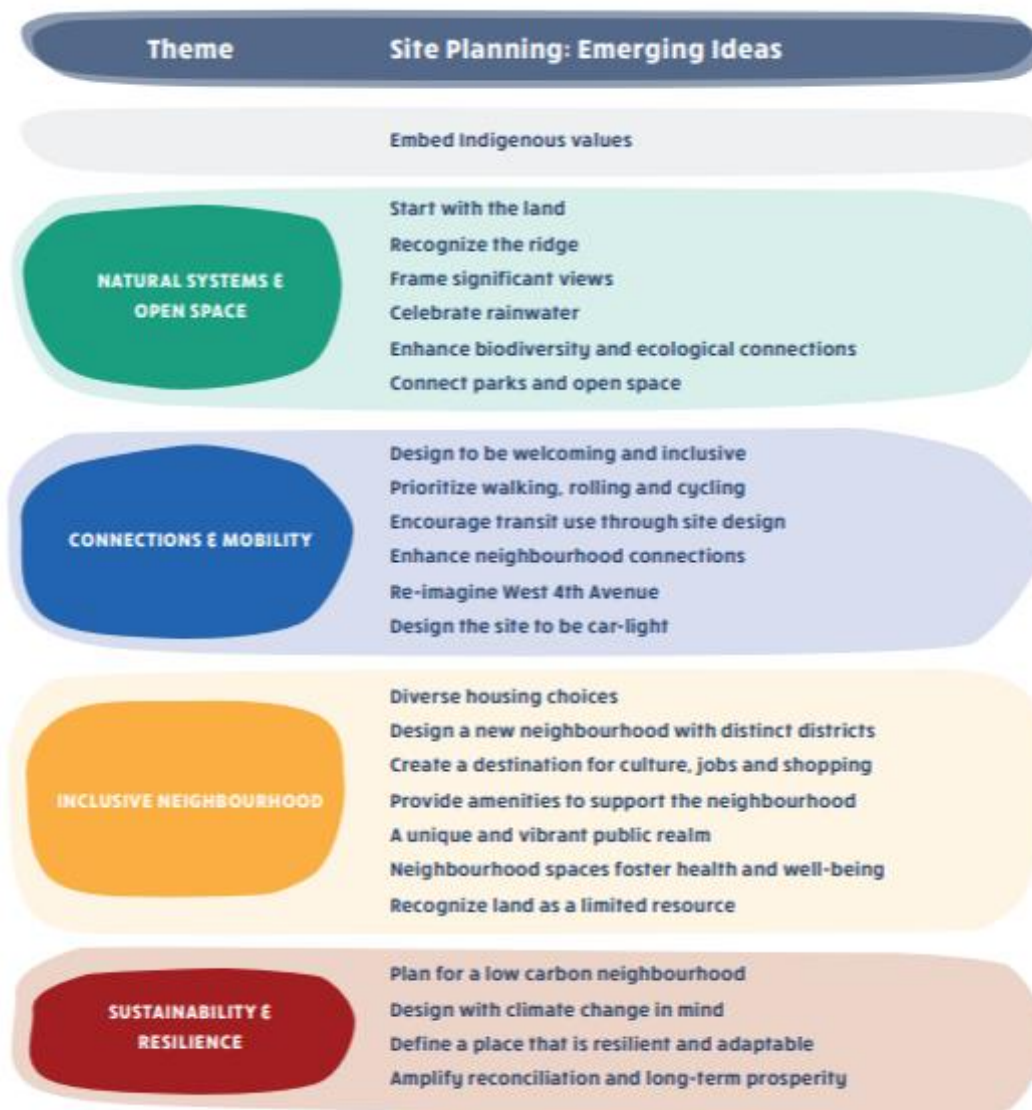 Theme
Site Planning: Emerging Ideas
Embed Indigenous values
NATURAL SYSTEMS &
OPEN SPACE
Start with the land
Recognize the ridge
Frame significant views
Celebrate rainwater
Enhance biodiversity and ecological connections
Connect parks and open space
CONNECTIONS & MOBILITY
Design to be welcoming and inclusive
Prioritize walking, rolling and cycling
Encourage transit use through site design
Enhance neighbourhood connections
Re-imagine West 4th Avenue
Design the site to be car-light
INCLUSIVE NEIGHBOURHOOD
Diverse housing choices
Design a new neighbourhood with distinct districts
Create a destination for culture, jobs and shopping
Provide amenities to support the neighbourhood
A unique and vibrant public realm
Neighbourhood spaces foster health and well-being
Recognize land as a limited resource
SUSTAINABILITY &
RESILIENCE
Plan for a low carbon neighbourhood
Design with climate change in mind
Define a place that is resilient and adaptable
Amplify reconciliation and long-term prosperity